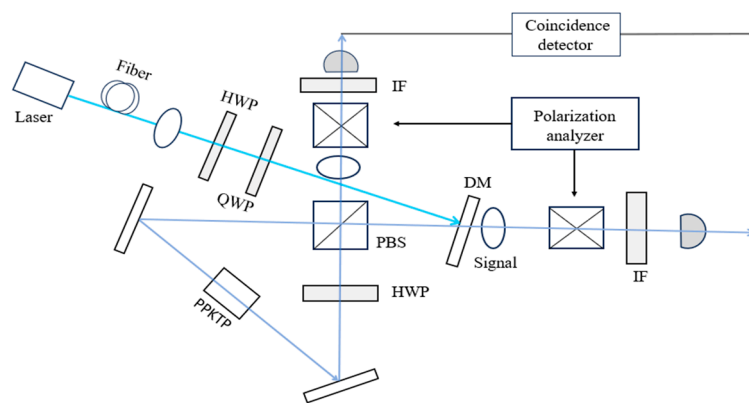 Coincidence
detector
Fiber
Laser
HWP
IF
QWP
Polarization
analyzer
DM
PBS
Signal
IF
HWP
PPKTP